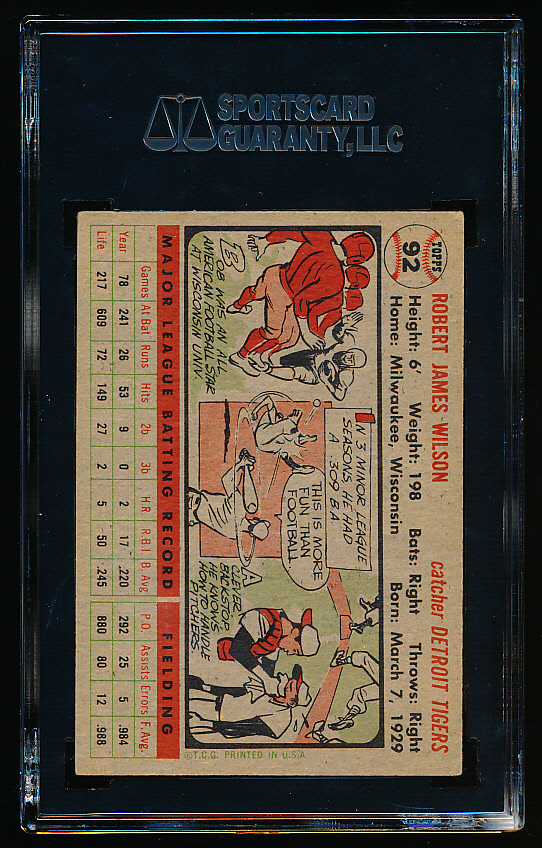 SPORTSCARD
GUARANTY, LLC
TOPPS
92
ROBERT JAMES WILSON catcher DETROIT TIGERS
Height: 6' Weight: 198 Bats: Right Throws: Right
Home: Milwaukee, Wisconsin Born: March 7, 1929
BOB WAS AN ALL
AMERICAN FOOTBALL STAR
AT WISCONSIN UNIV.
IN 3 MINOR LEAGUE
SEASONS, HE HAD
A .309 B A
THIS IS MORE
FUN THAN
FOOTBALL
A
CLEVER
BACKSTOP,
HE KNOWS
HOW TO HANDLE
PITCHERS
MAJOR LEAGUE BATTING RECORD FIELDING
Games At Bat Runs Hits 2b 3b H.R. R.B.I. B. Avg. P.O. Assists Errors F. Avg.
Year 78 241 26 53 9 0 2 17 .220 292 25 5 .984
Life 217 609 72 149 27 2 5 50 .245 880 80 12 .988
©T.C.G. PRINTED IN U.S.A.